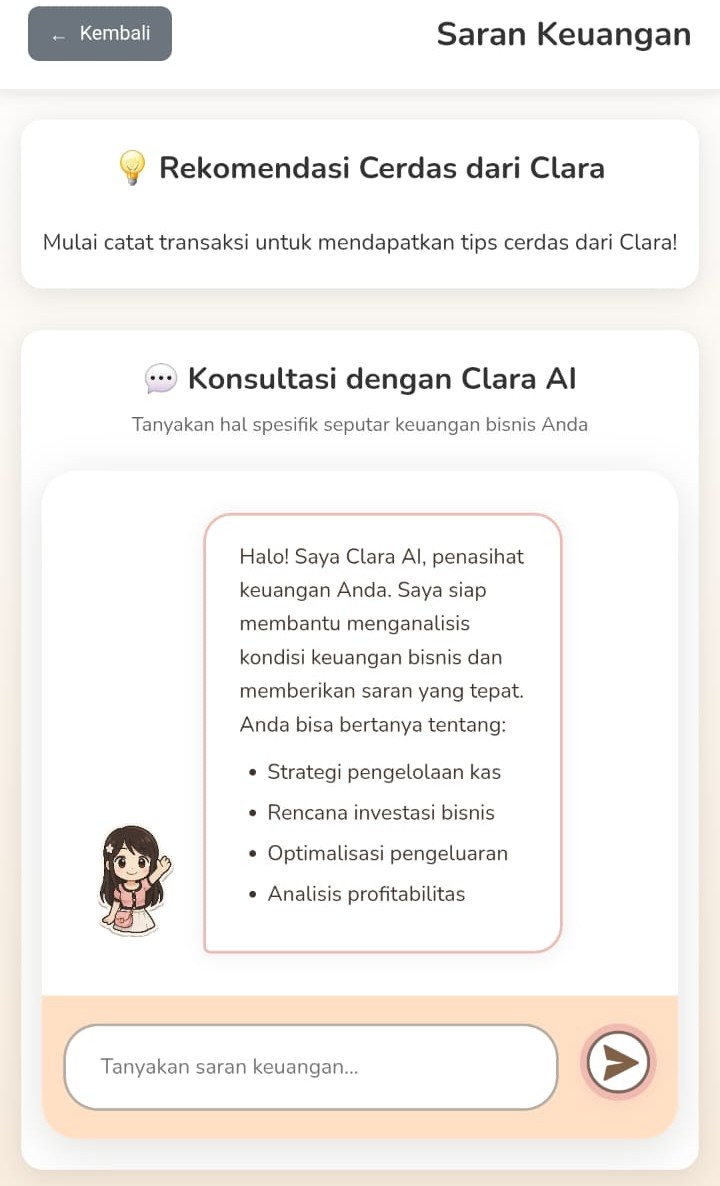 ← Kembali
Saran Keuangan
💡 Rekomendasi Cerdas dari Clara
Mulai catat transaksi untuk mendapatkan tips cerdas dari Clara!
💬 Konsultasi dengan Clara AI
Tanyakan hal spesifik seputar keuangan bisnis Anda
Halo! Saya Clara AI, penasihat
keuangan Anda. Saya siap
membantu menganalisis
kondisi keuangan bisnis dan
memberikan saran yang tepat.
Anda bisa bertanya tentang:
• Strategi pengelolaan kas
• Rencana investasi bisnis
• Optimalisasi pengeluaran
• Analisis profitabilitas
Tanyakan saran keuangan...